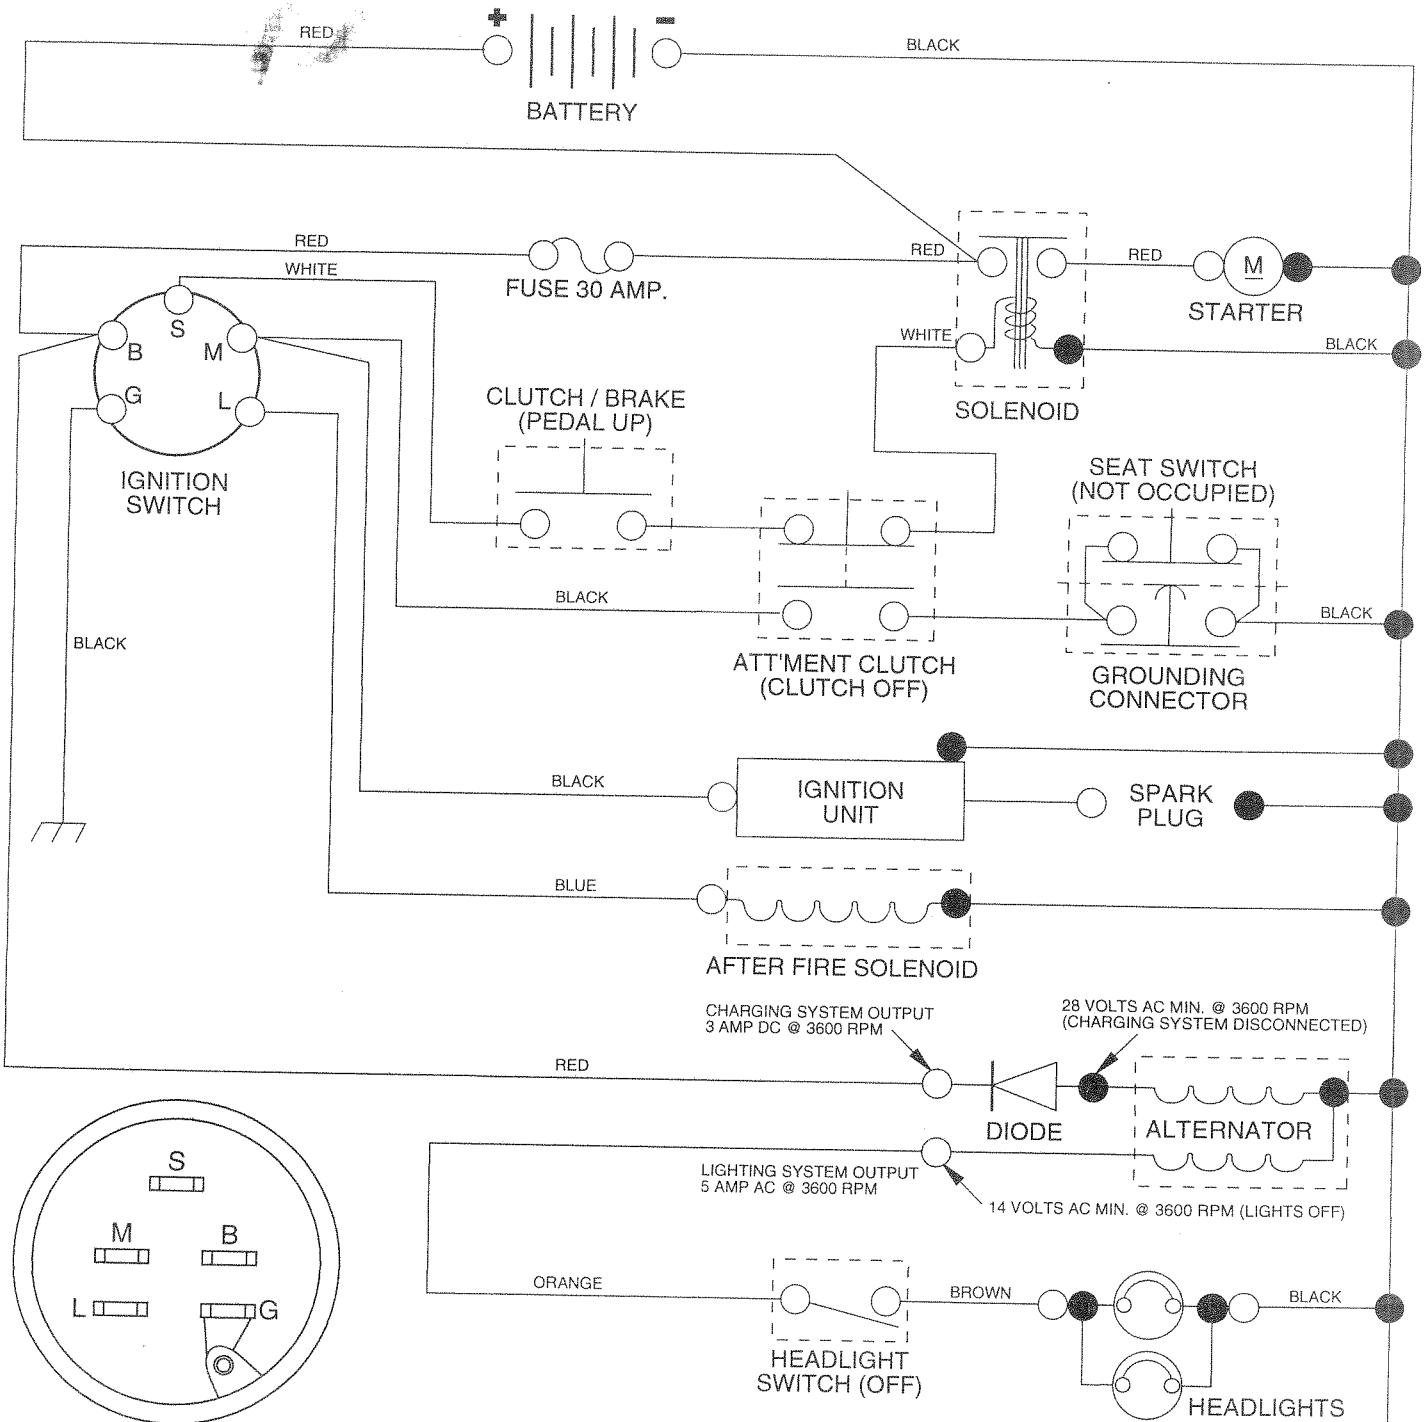 RED
+
-
BLACK
BATTERY
RED
WHITE
FUSE 30 AMP.
RED
RED
M
STARTER
S
B
M
G
L
WHITE
BLACK
SOLENOID
IGNITION
SWITCH
CLUTCH / BRAKE
(PEDAL UP)
SEAT SWITCH
(NOT OCCUPIED)
BLACK
BLACK
BLACK
ATT'MENT CLUTCH
(CLUTCH OFF)
GROUNDING
CONNECTOR
BLACK
IGNITION
UNIT
SPARK
PLUG
BLUE
AFTER FIRE SOLENOID
CHARGING SYSTEM OUTPUT
3 AMP DC @ 3600 RPM
28 VOLTS AC MIN. @ 3600 RPM
(CHARGING SYSTEM DISCONNECTED)
RED
DIODE
ALTERNATOR
LIGHTING SYSTEM OUTPUT
5 AMP AC @ 3600 RPM
14 VOLTS AC MIN. @ 3600 RPM (LIGHTS OFF)
S
M
B
L
G
ORANGE
BROWN
BLACK
HEADLIGHT
SWITCH (OFF)
HEADLIGHTS